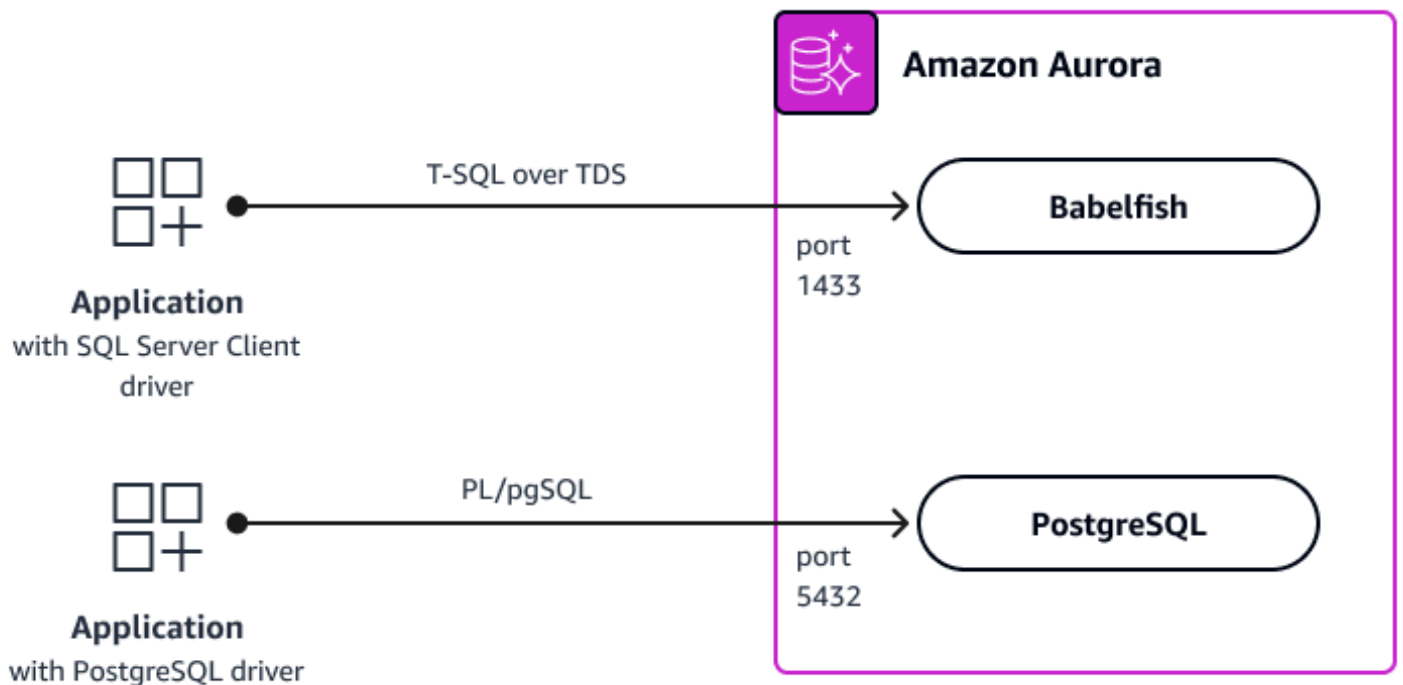 Amazon Aurora
T-SQL over TDS
Babelfish
port
1433
Application
with SQL Server Client
driver
PL/pgSQL
PostgreSQL
port
5432
Application
with PostgreSQL driver